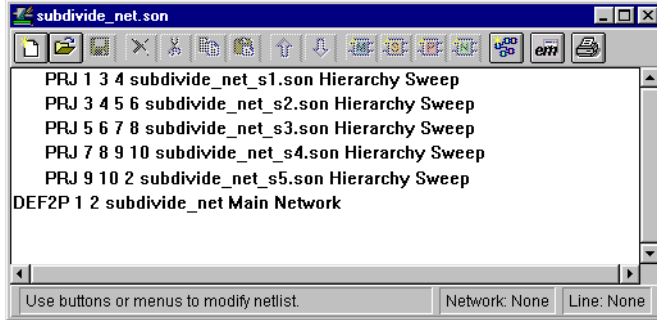 subdivide_net.son
em
PRJ 1 3 4 subdivide_net_s1.son Hierarchy Sweep
PRJ 3 4 5 6 subdivide_net_s2.son Hierarchy Sweep
PRJ 5 6 7 8 subdivide_net_s3.son Hierarchy Sweep
PRJ 7 8 9 10 subdivide_net_s4.son Hierarchy Sweep
PRJ 9 10 2 subdivide_net_s5.son Hierarchy Sweep
DEF2P 1 2 subdivide_net Main Network
Use buttons or menus to modify netlist. Network: None Line: None